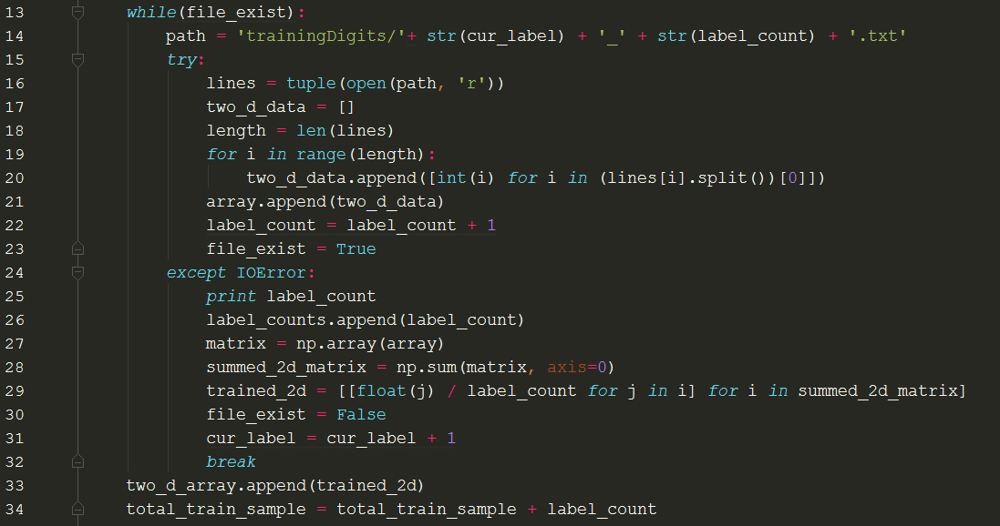 13 while(file_exist):
14 path = 'trainingDigits/'+ str(cur_label) + '_' + str(label_count) + '.txt'
15 try:
16 lines = tuple(open(path, 'r'))
17 two_d_data = []
18 length = len(lines)
19 for i in range(length):
20 two_d_data.append([int(i) for i in (lines[i].split())[0]])
21 array.append(two_d_data)
22 label_count = label_count + 1
23 file_exist = True
24 except IOError:
25 print label_count
26 label_counts.append(label_count)
27 matrix = np.array(array)
28 summed_2d_matrix = np.sum(matrix, axis=0)
29 trained_2d = [[float(j) / label_count for j in i] for i in summed_2d_matrix]
30 file_exist = False
31 cur_label = cur_label + 1
32 break
33 two_d_array.append(trained_2d)
34 total_train_sample = total_train_sample + label_count